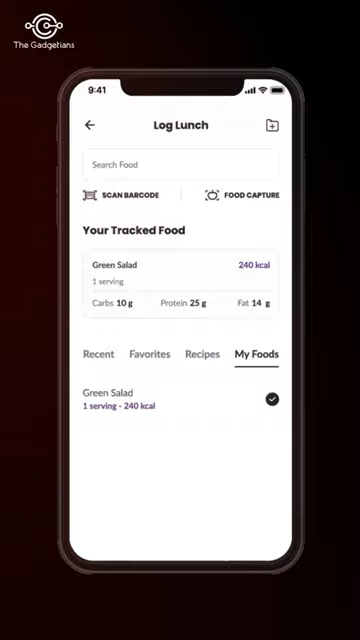 The Gadgetians
9:41
Log Lunch
Search Food
SCAN BARCODE
FOOD CAPTURE
Your Tracked Food
Green Salad 240 kcal
1 serving
Carbs 10 g Protein 25 g Fat 14 g
Recent Favorites Recipes My Foods
Green Salad
1 serving - 240 kcal